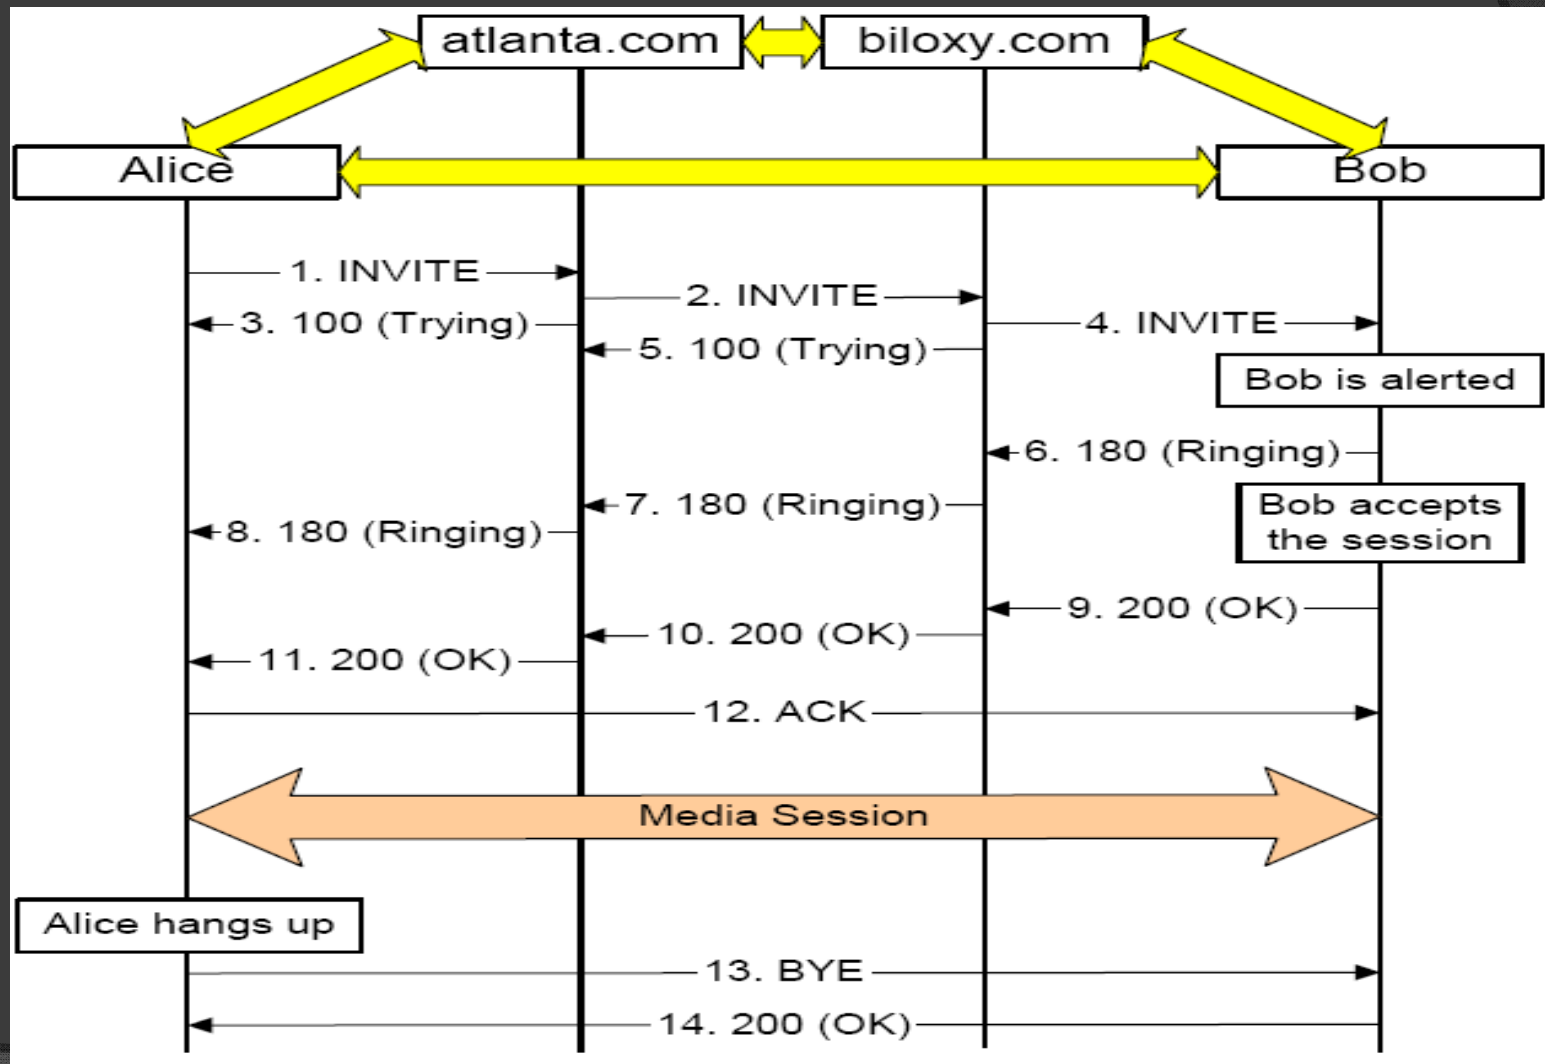 atlanta.com
biloxy.com
Alice
Bob
1. INVITE
2. INVITE
3. 100 (Trying)
4. INVITE
5. 100 (Trying)
Bob is alerted
6. 180 (Ringing)
7. 180 (Ringing)
8. 180 (Ringing)
Bob accepts
the session
9. 200 (OK)
10. 200 (OK)
11. 200 (OK)
12. ACK
Media Session
Alice hangs up
13. BYE
14. 200 (OK)